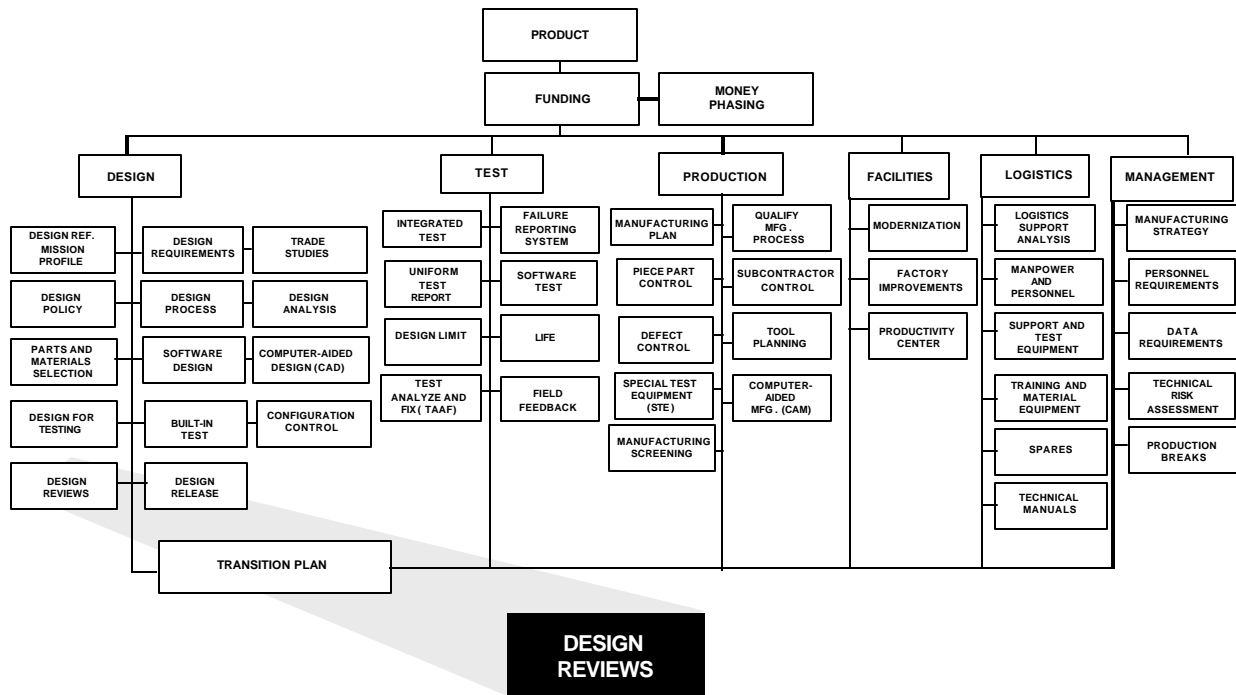 PRODUCT
FUNDING
MONEY
PHASING
DESIGN
TEST
PRODUCTION
FACILITIES
LOGISTICS
MANAGEMENT
DESIGN REF.
MISSION
PROFILE
DESIGN
REQUIREMENTS
TRADE
STUDIES
DESIGN
POLICY
DESIGN
PROCESS
DESIGN
ANALYSIS
PARTS AND
MATERIALS
SELECTION
SOFTWARE
DESIGN
COMPUTER-AIDED
DESIGN (CAD)
DESIGN FOR
TESTING
BUILT-IN
TEST
CONFIGURATION
CONTROL
DESIGN
REVIEWS
DESIGN
RELEASE
INTEGRATED
TEST
FAILURE
REPORTING
SYSTEM
UNIFORM
TEST
REPORT
SOFTWARE
TEST
DESIGN LIMIT
LIFE
TEST
ANALYZE AND
FIX ( TAAF)
FIELD
FEEDBACK
MANUFACTURING
PLAN
QUALIFY
MFG . 
PROCESS
PIECE PART
CONTROL
SUBCONTRACTOR
CONTROL
DEFECT
CONTROL
TOOL
PLANNING
SPECIAL TEST
EQUIPMENT
(STE)
COMPUTER-
AIDED
MFG . (CAM)
MANUFACTURING
SCREENING
MODERNIZATION
FACTORY
IMPROVEMENTS
PRODUCTIVITY
CENTER
LOGISTICS
SUPPORT
ANALYSIS
MANPOWER
AND
PERSONNEL
SUPPORT AND
TEST
EQUIPMENT
TRAINING AND
MATERIAL
EQUIPMENT
SPARES
TECHNICAL
MANUALS
MANUFACTURING
STRATEGY
PERSONNEL
REQUIREMENTS
DATA
REQUIREMENTS
TECHNICAL
RISK
ASSESSMENT
PRODUCTION
BREAKS
TRANSITION PLAN
DESIGN
REVIEWS